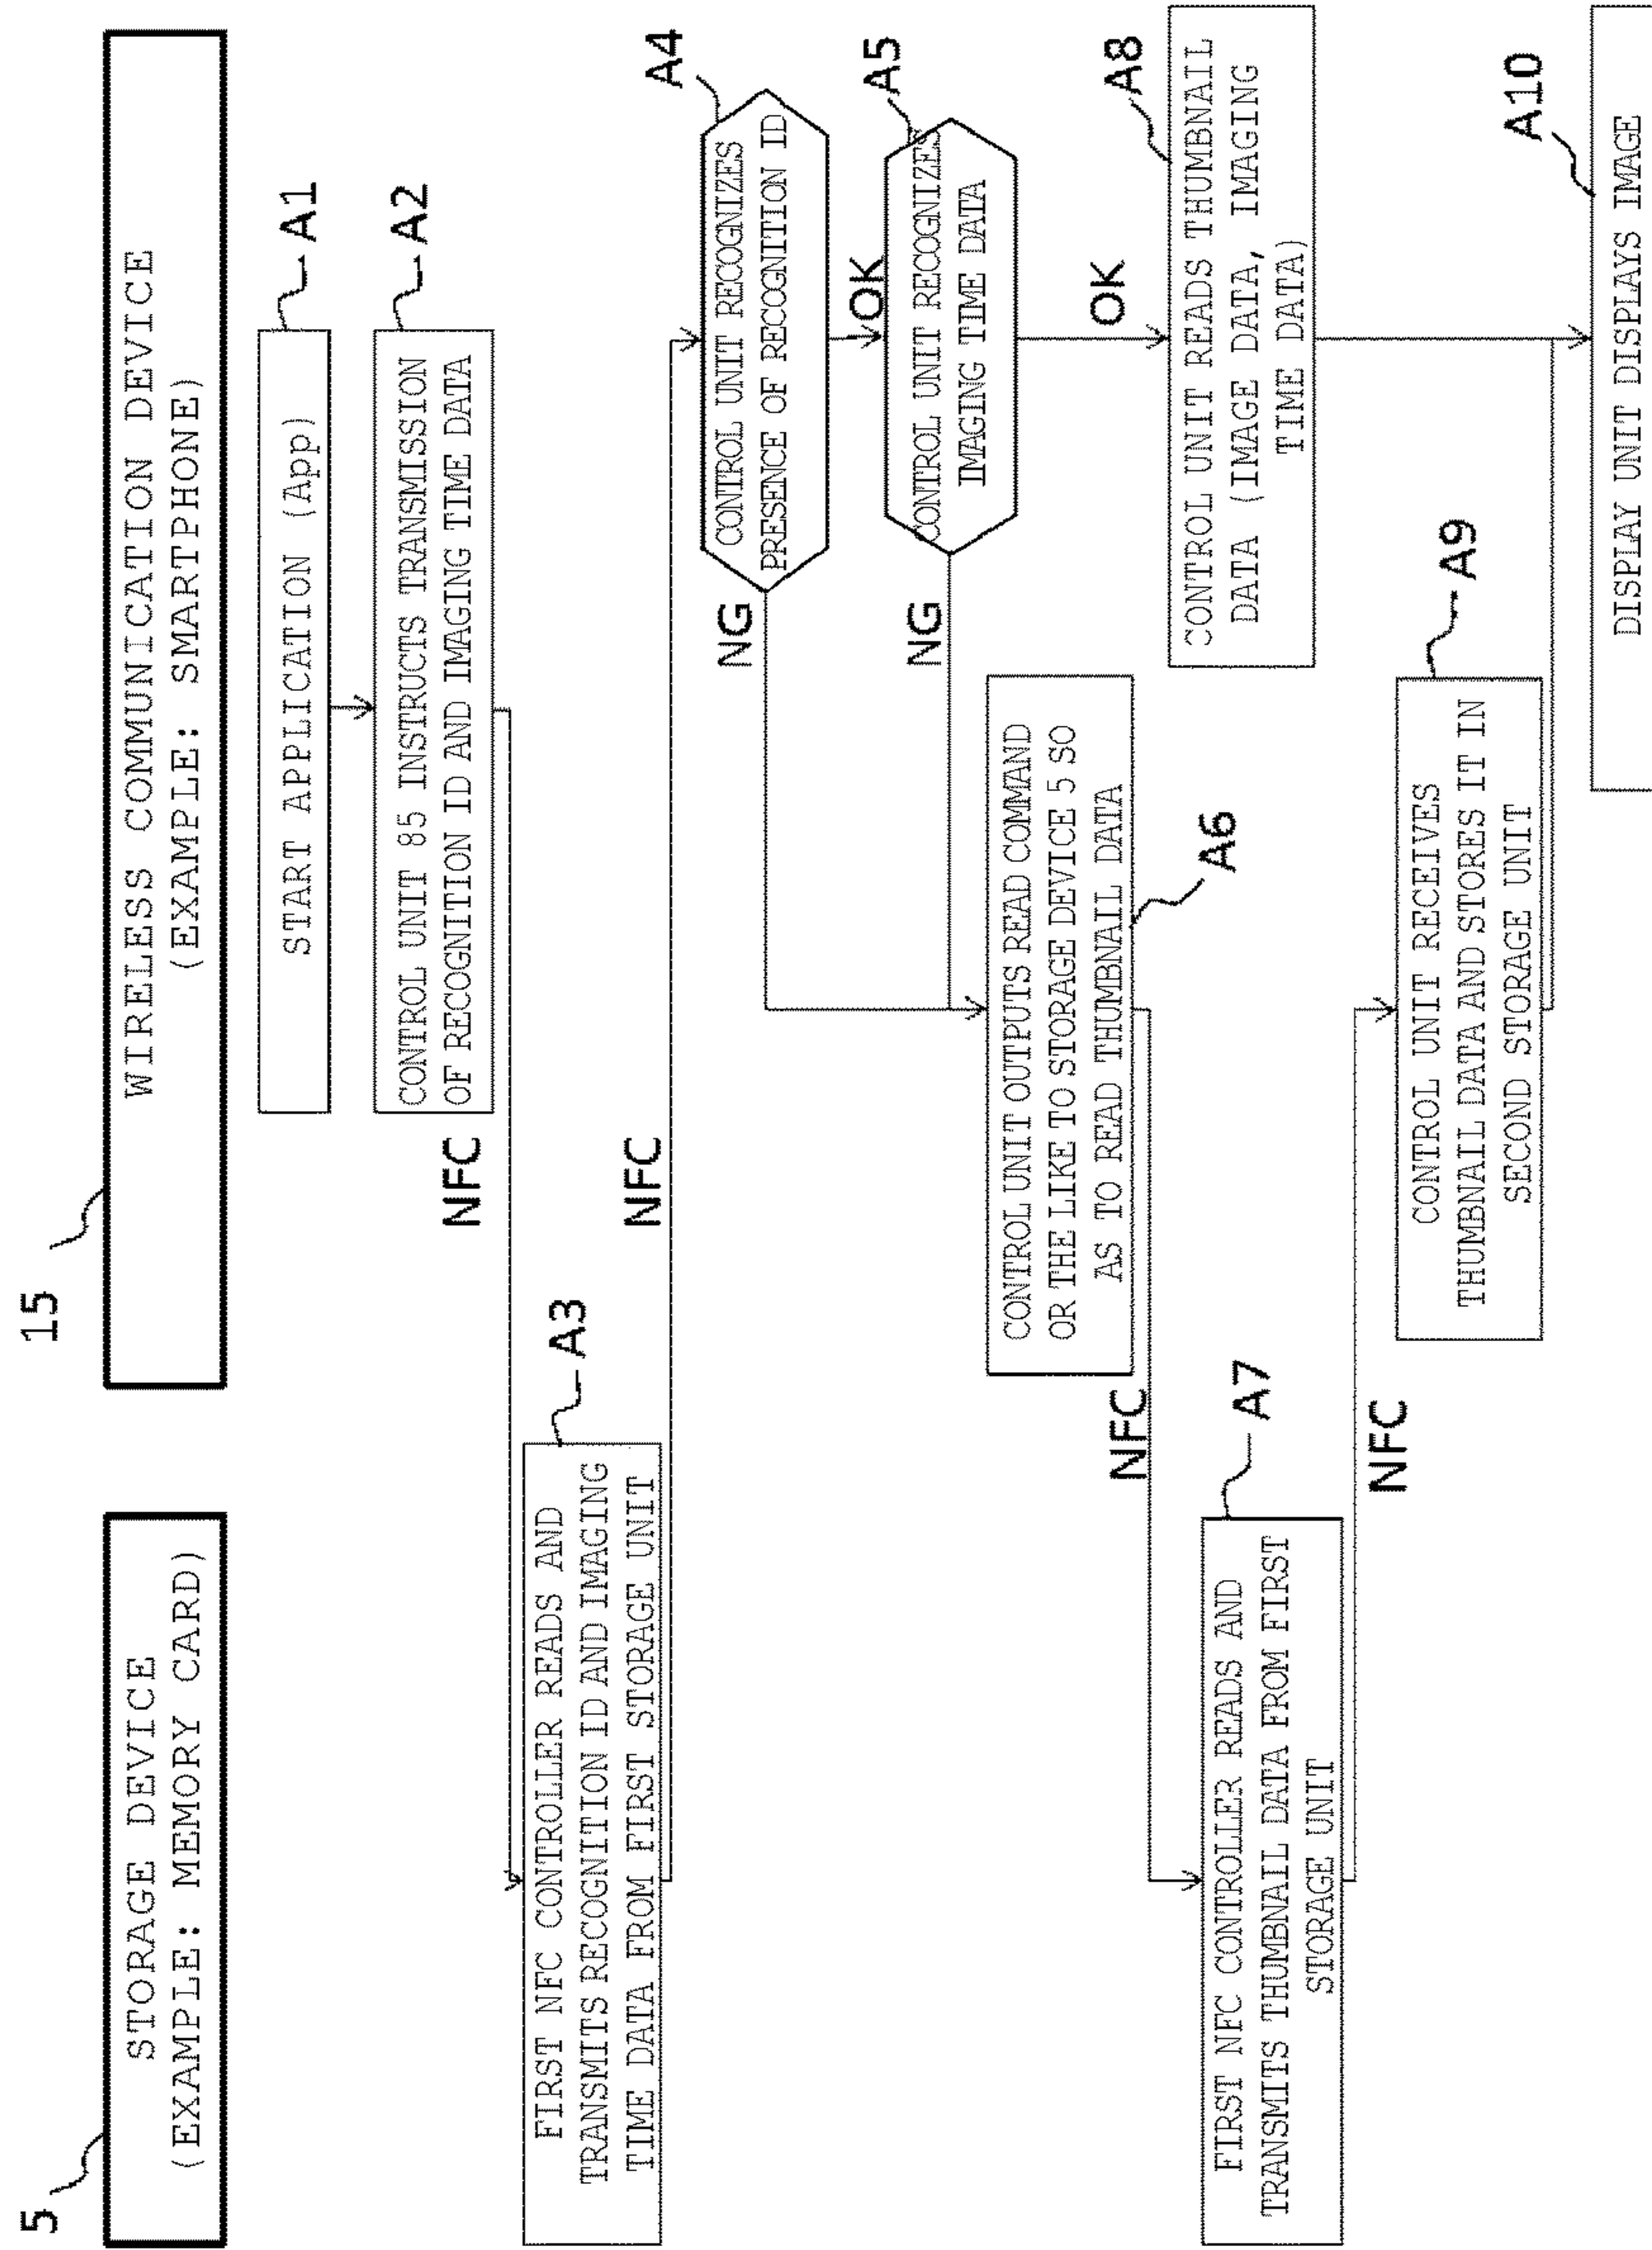 5
STORAGE DEVICE
(EXAMPLE: MEMORY CARD)
15
WIRELESS COMMUNICATION DEVICE
(EXAMPLE: SMARTPHONE)
START APPLICATION (App)
A1
CONTROL UNIT 85 INSTRUCTS TRANSMISSION
OF RECOGNITION ID AND IMAGING TIME DATA
A2
NFC
FIRST NFC CONTROLLER READS AND
TRANSMITS RECOGNITION ID AND IMAGING
TIME DATA FROM FIRST STORAGE UNIT
A3
NFC
CONTROL UNIT RECOGNIZES
PRESENCE OF RECOGNITION ID
A4
NG
OK
CONTROL UNIT RECOGNIZES
IMAGING TIME DATA
A5
NG
OK
CONTROL UNIT OUTPUTS READ COMMAND
OR THE LIKE TO STORAGE DEVICE 5 SO
AS TO READ THUMBNAIL DATA
A6
NFC
FIRST NFC CONTROLLER READS AND
TRANSMITS THUMBNAIL DATA FROM FIRST
STORAGE UNIT
A7
NFC
CONTROL UNIT READS THUMBNAIL
DATA (IMAGE DATA, IMAGING
TIME DATA)
A8
CONTROL UNIT RECEIVES
THUMBNAIL DATA AND STORES IT IN
SECOND STORAGE UNIT
A9
DISPLAY UNIT DISPLAYS IMAGE
A10